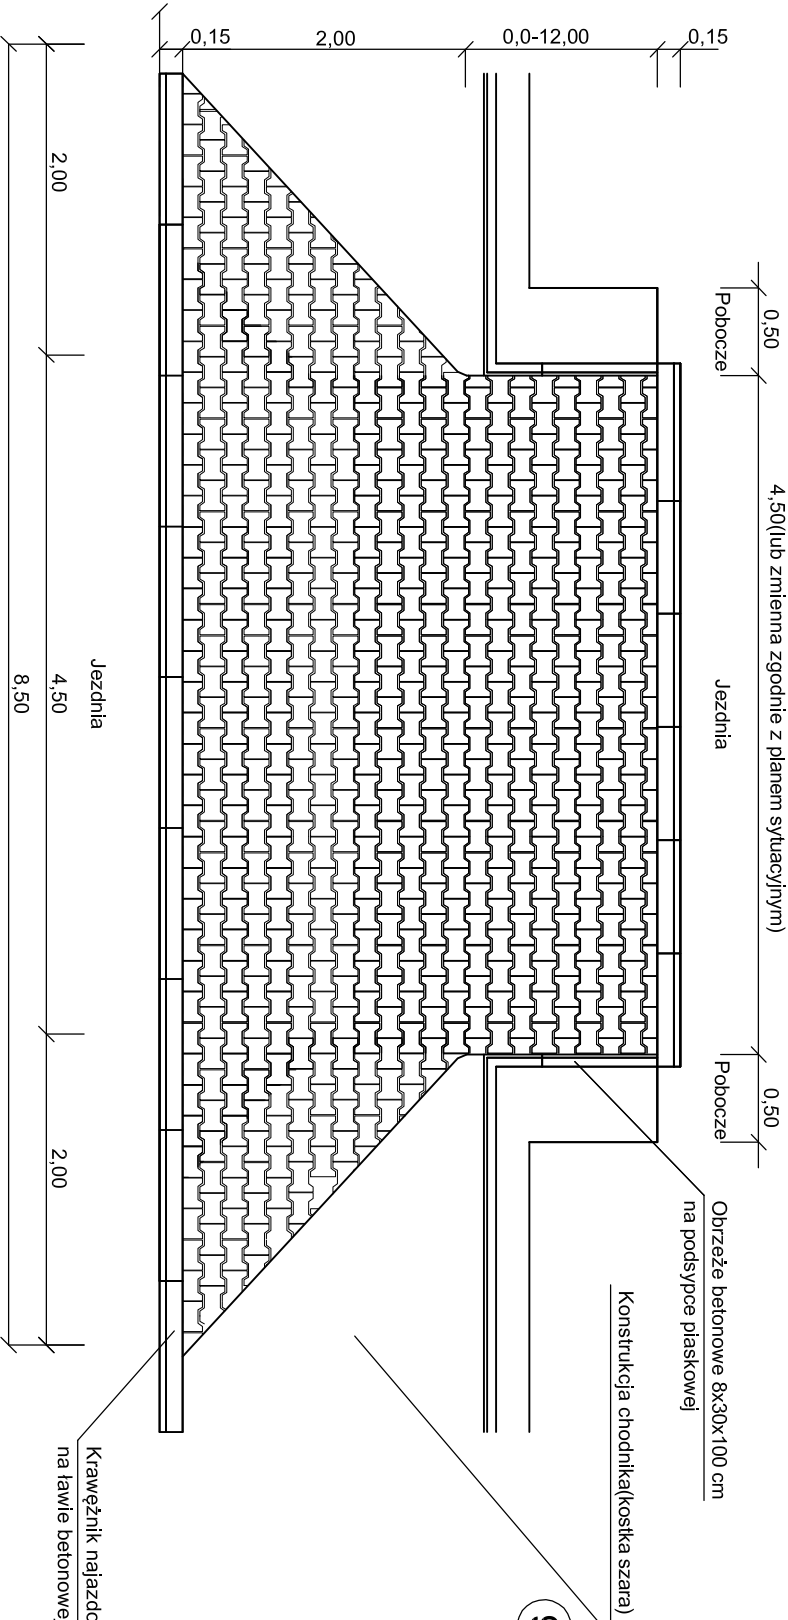 0,15
2,00
0,0-12,00
0,15
0,50
Pobocze
4,50(lub zmienna zgodnie z planem sytuacyjnym)
Jezdnia
0,50
Pobocze
Obrzeże betonowe 8x30x100 cm
na podsypce piaskowej
Konstrukcja chodnika(kostka szara)
2,00
Jezdnia
4,50
2,00
8,50
Krawężnik
na ławie